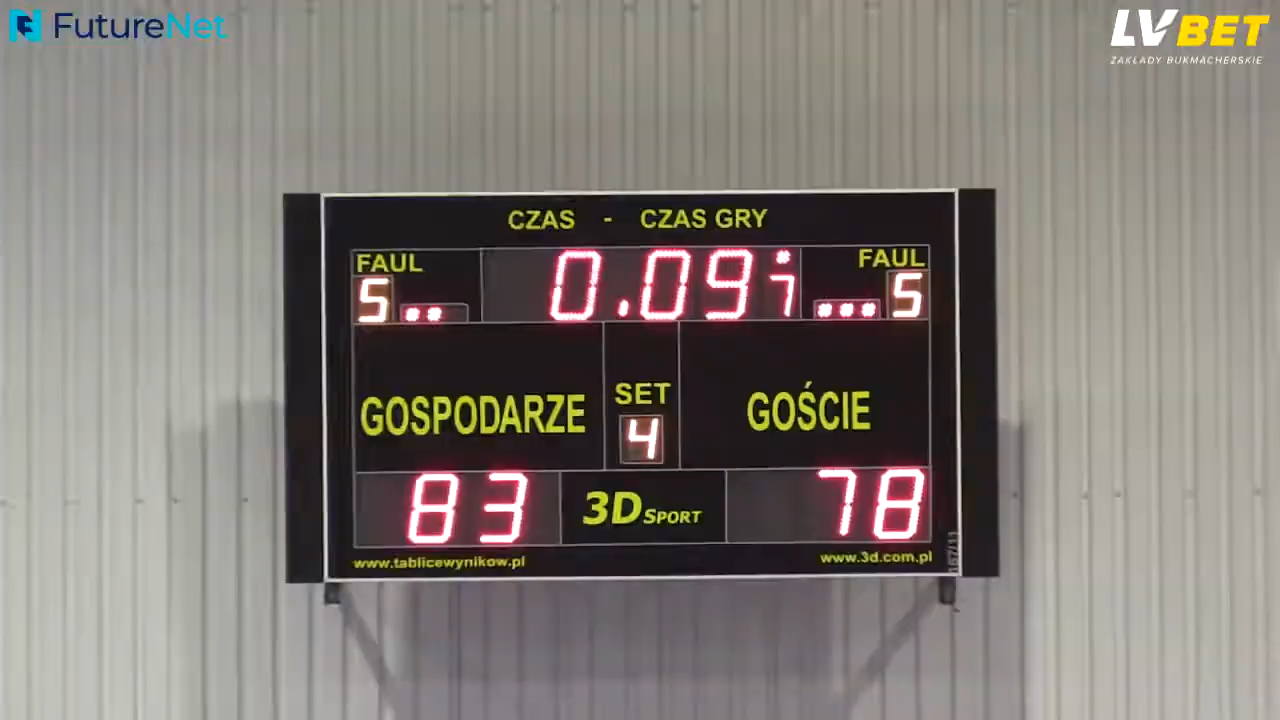 FutureNet
LVBET
ZAKŁADY BUKMACHERSKIE
CZAS - CZAS GRY
FAUL FAUL
5 0.09 5
GOSPODARZE SET GOŚCIE
4
83 3D SPORT 78
www.tablicewynikow.pl www.3d.com.pl